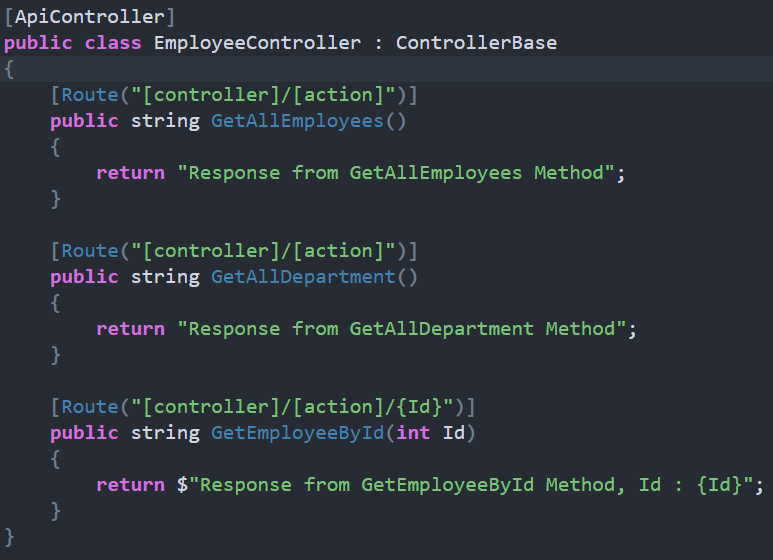 [ApiController]
public class EmployeeController : ControllerBase
{
    [Route("[controller]/[action]")]
    public string GetAllEmployees()
    {
        return "Response from GetAllEmployees Method";
    }

    [Route("[controller]/[action]")]
    public string GetAllDepartment()
    {
        return "Response from GetAllDepartment Method";
    }

    [Route("[controller]/[action]/{Id}")]
    public string GetEmployeeById(int Id)
    {
        return $"Response from GetEmployeeById Method, Id : {Id}";
    }
}